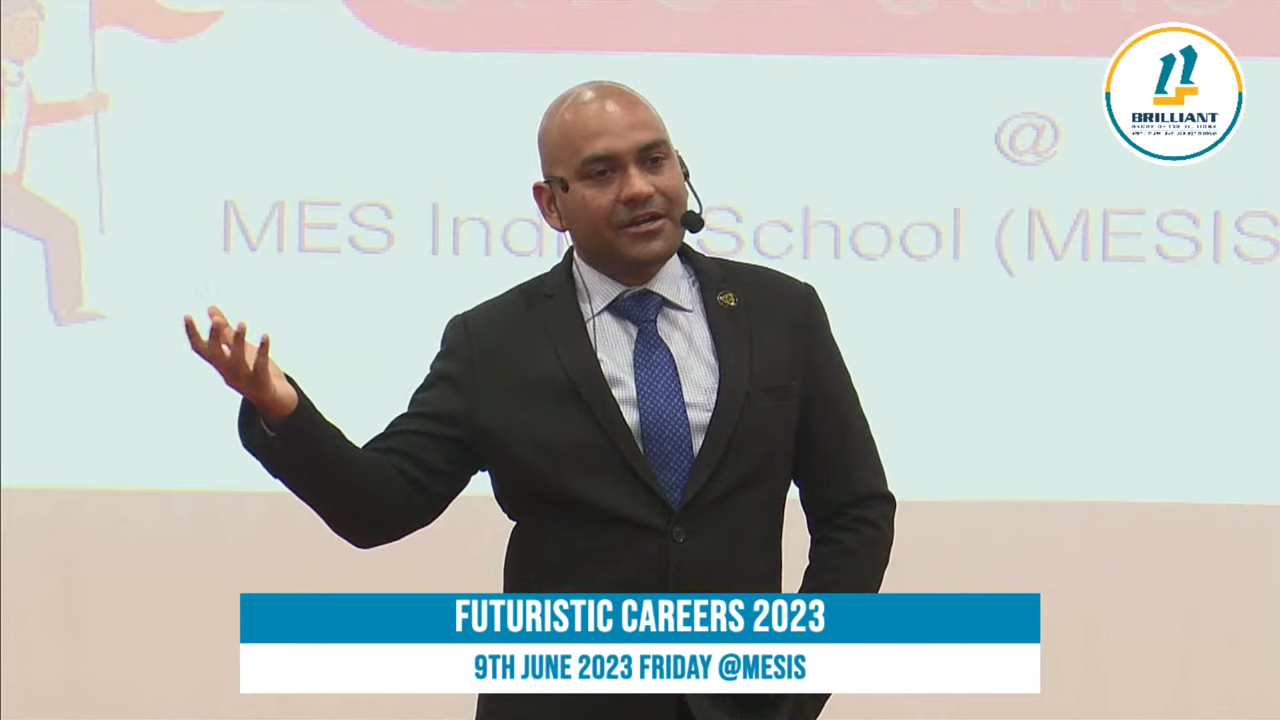 BRILLIANT
@
MES Indi School (MESIS
FUTURISTIC CAREERS 2023
9TH JUNE 2023 FRIDAY @MESIS